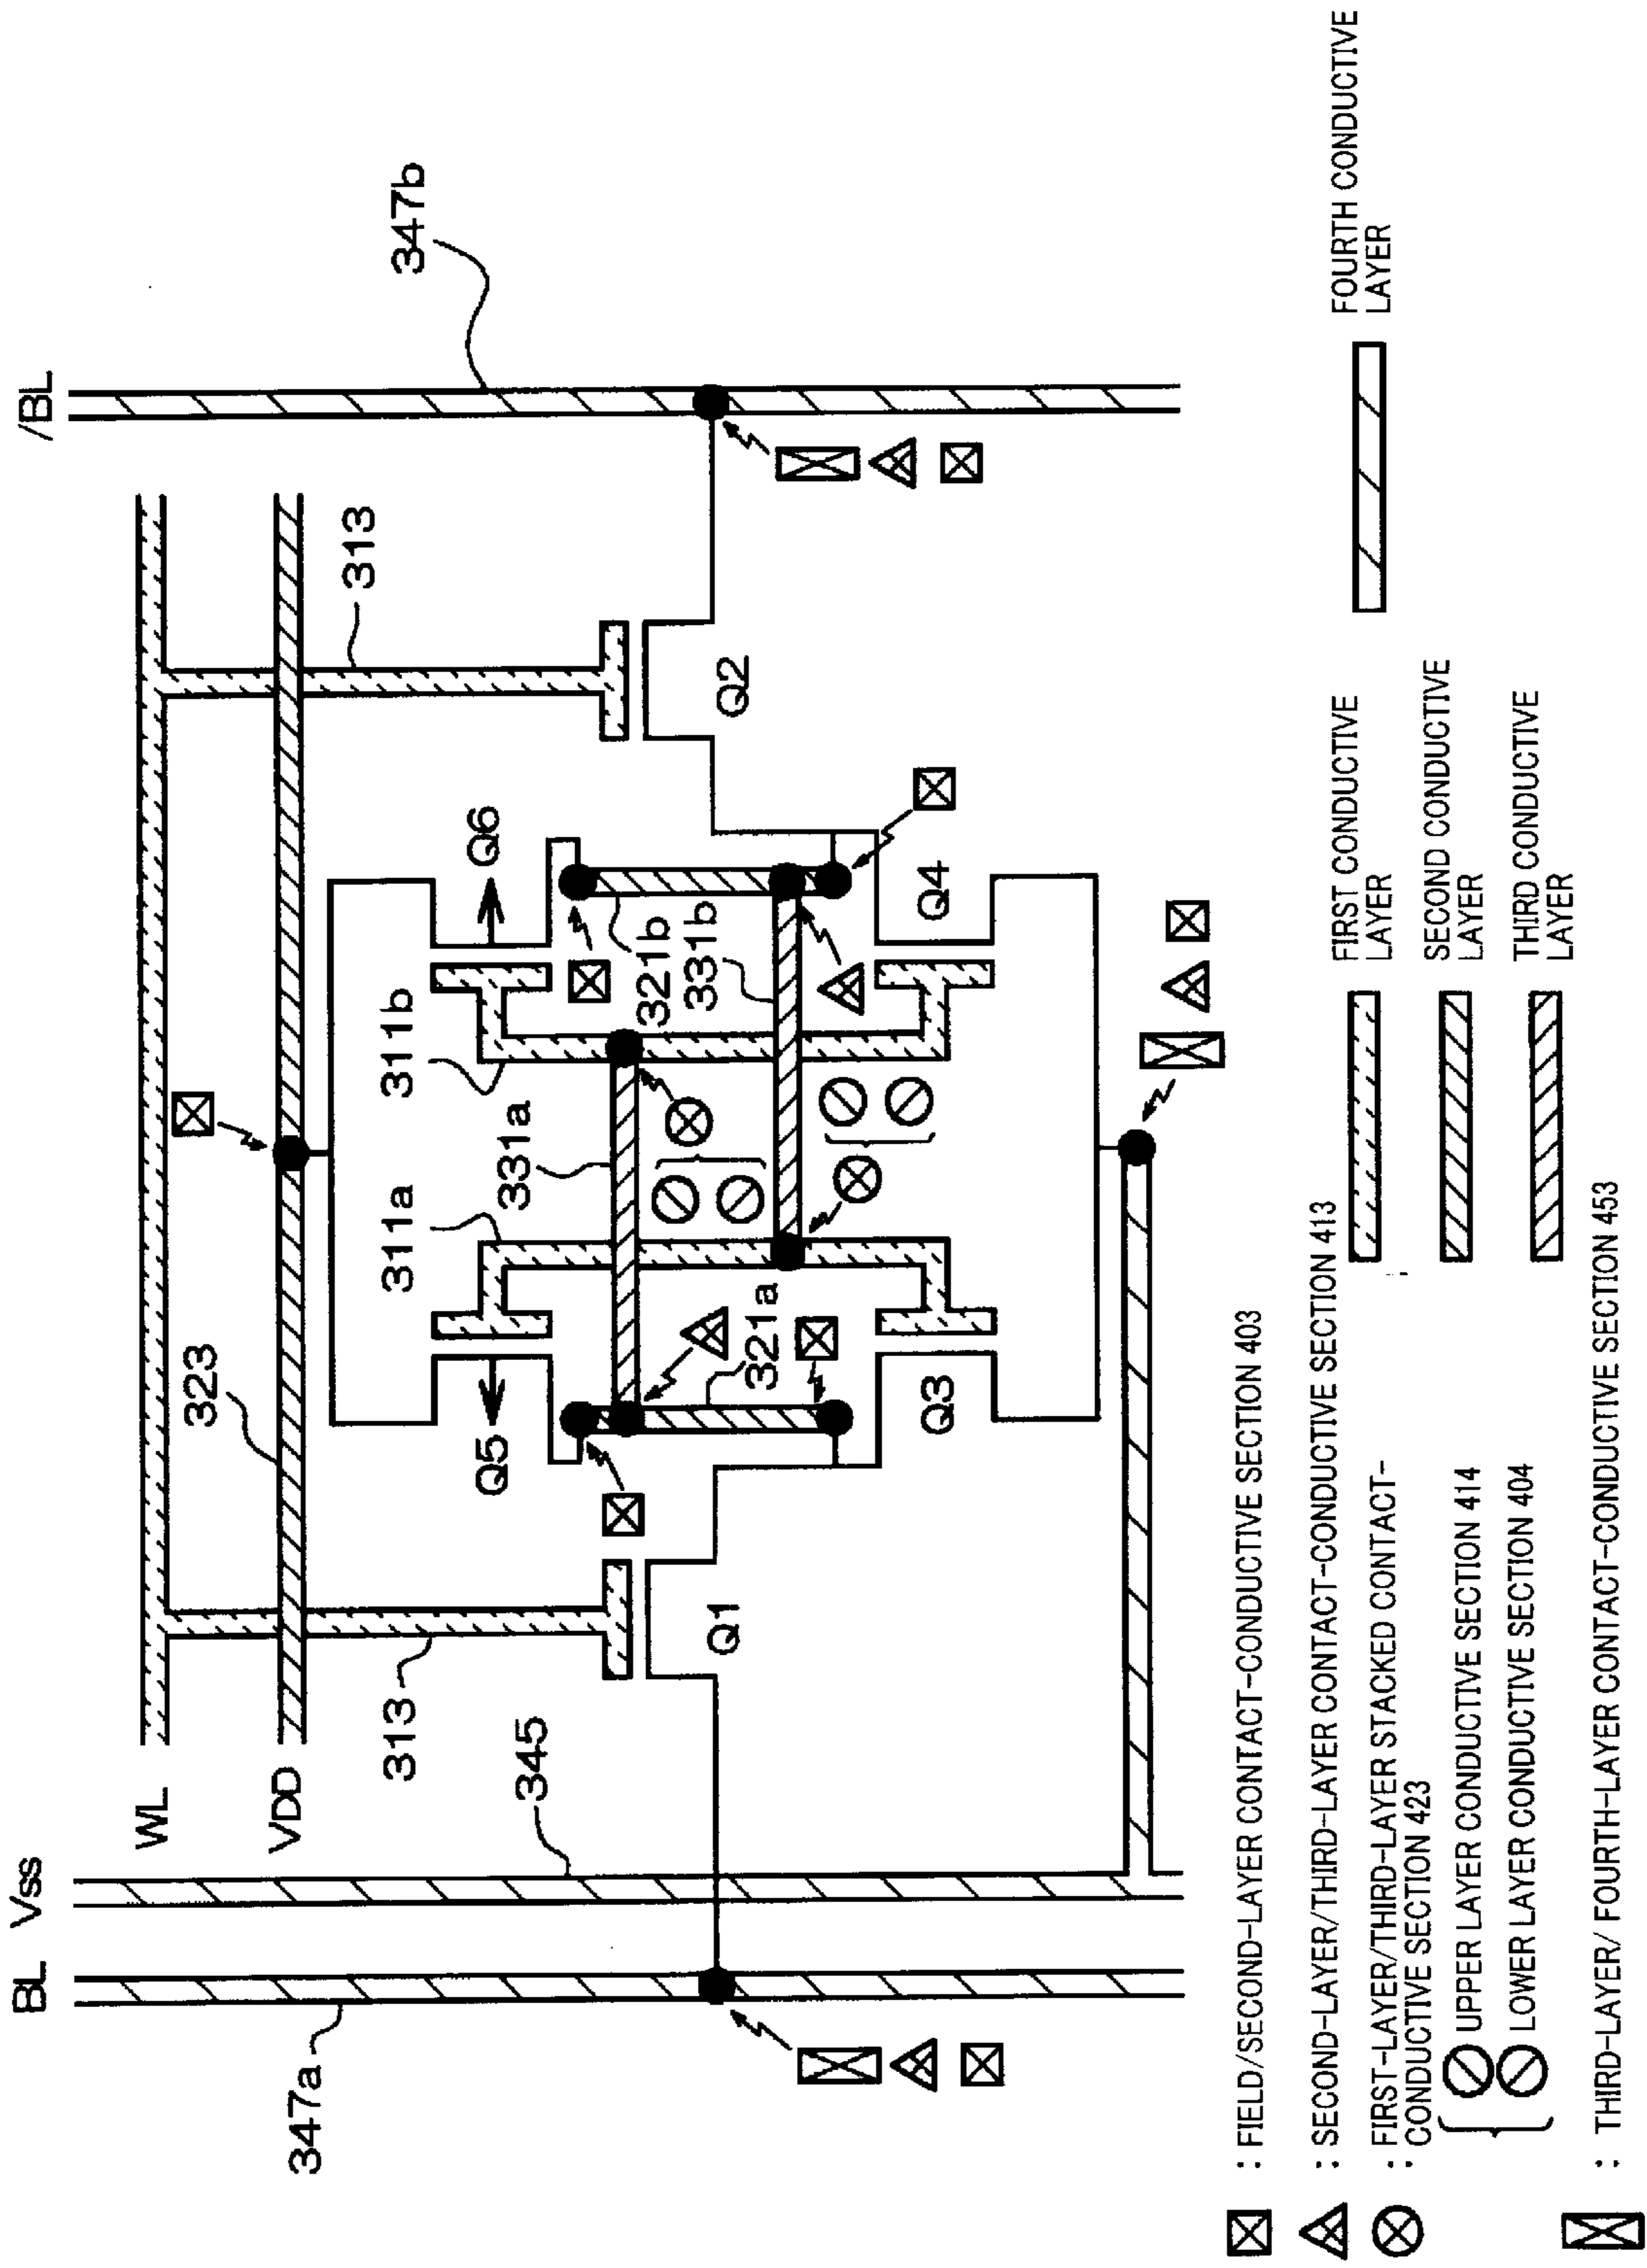 BL Vss
/BL
WL
VDD
323
313
313
345
347a
347b
Q5
Q6
311a
311b
331a
321b
331b
321a
Q1
Q2
Q3
Q4
: FIELD/SECOND-LAYER CONTACT-CONDUCTIVE SECTION 403
: SECOND-LAYER/THIRD-LAYER CONTACT-CONDUCTIVE SECTION 413
: FIRST-LAYER/THIRD-LAYER STACKED CONTACT-
: CONDUCTIVE SECTION 423
UPPER LAYER CONDUCTIVE SECTION 414
LOWER LAYER CONDUCTIVE SECTION 404
: THIRD-LAYER/ FOURTH-LAYER CONTACT-CONDUCTIVE SECTION 453
FIRST CONDUCTIVE
LAYER
SECOND CONDUCTIVE
LAYER
THIRD CONDUCTIVE
LAYER
FOURTH CONDUCTIVE
LAYER